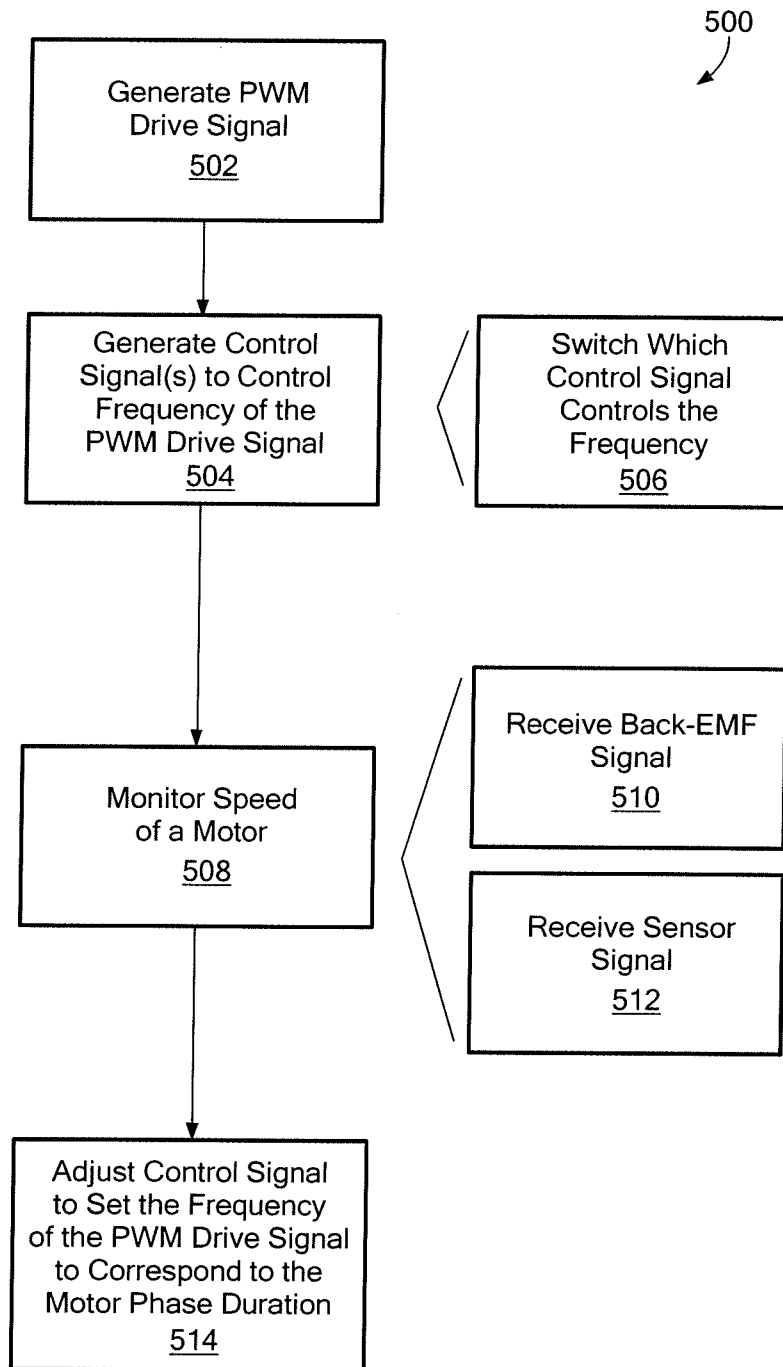 500
Generate PWM
Drive Signal
502
Generate Control
Signal(s) to Control
Frequency of the
PWM Drive Signal
504
Switch Which
Control Signal
Controls the
Frequency
506
Monitor Speed
of a Motor
508
Receive Back-EMF
Signal
510
Receive Sensor
Signal
512
Adjust Control Signal
to Set the Frequency
of the PWM Drive Signal
to Correspond to the
Motor Phase Duration
514